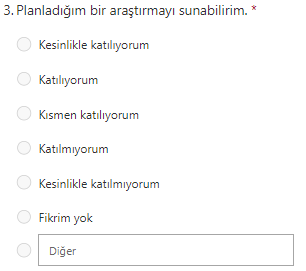 3. Planladığım bir araştırmayı sunabilirim. *
Kesinlikle katılıyorum
Katılıyorum
Kısmen katılıyorum
Katılmıyorum
Kesinlikle katılmıyorum
Fikrim yok
Diğer